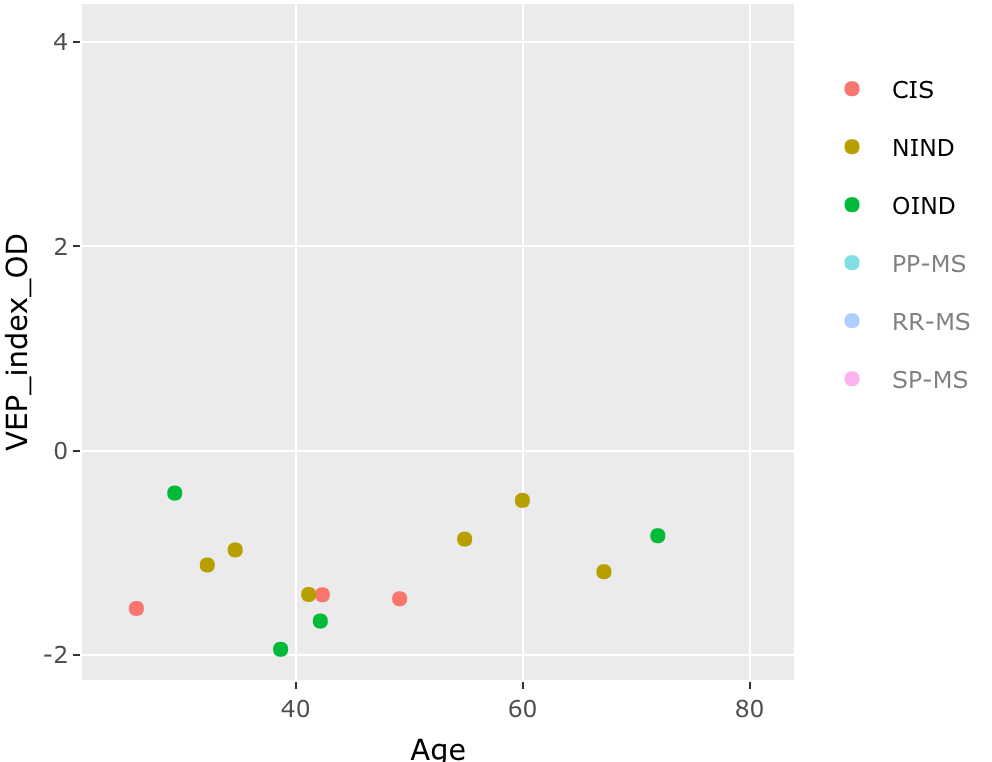 VEP_index_OD
4
2
0
-2
40
60
80
Age
CIS
NIND
OIND
PP-MS
RR-MS
SP-MS